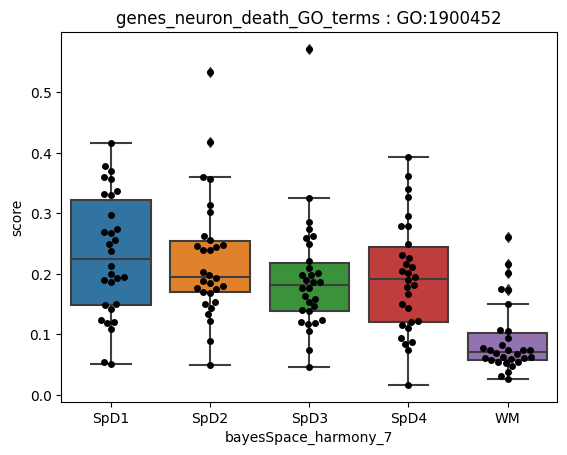 genes_neuron_death_GO_terms : GO:1900452
score
0.5
0.4
0.3
0.2
0.1
0.0
SpD1 SpD2 SpD3 SpD4 WM
bayesSpace_harmony_7